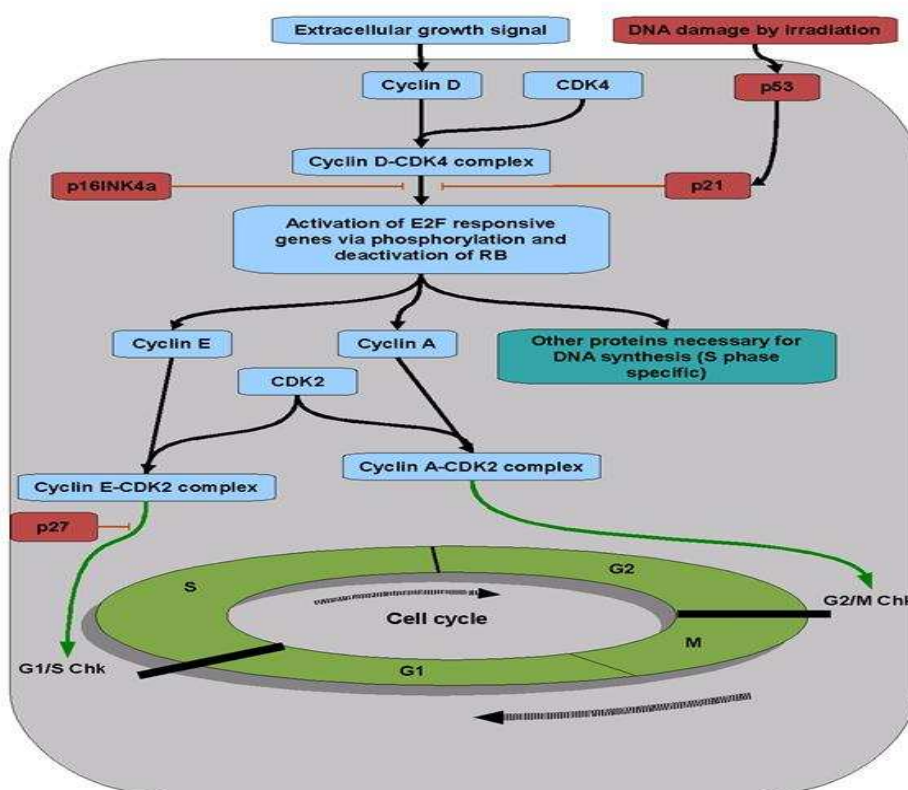 Extracellular growth signal
DNA damage by irradiation
Cyclin D
CDK4
p53
Cyclin D-CDK4 complex
p16INK4a
p21
Activation of E2F responsive
genes via phosphorylation and
deactivation of RB
Cyclin E
Cyclin A
Other proteins necessary for
DNA synthesis (S phase
specific)
CDK2
Cyclin A-CDK2 complex
Cyclin E-CDK2 complex
p27
S
G2
G2/M Chk
Cell cycle
M
G1/S Chk
G1